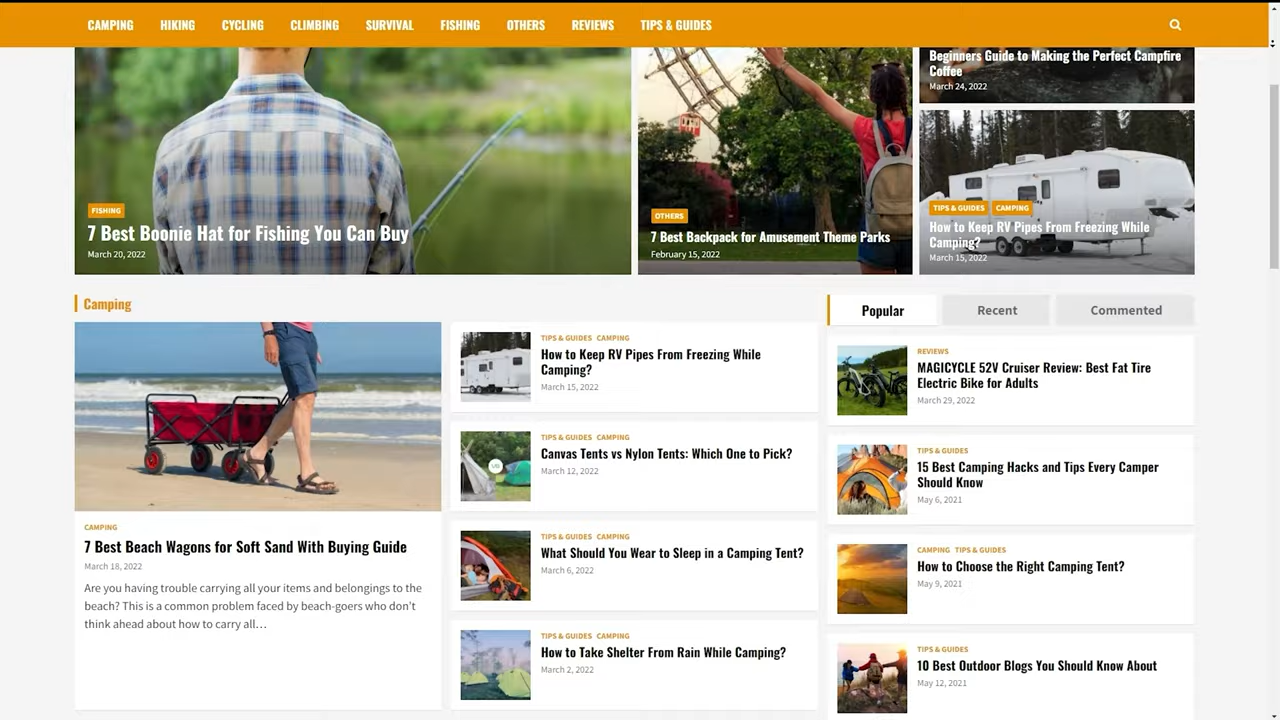 CAMPING HIKING CYCLING CLIMBING SURVIVAL FISHING OTHERS REVIEWS TIPS & GUIDES
FISHING
7 Best Boonie Hat for Fishing You Can Buy
March 20, 2022
OTHERS
7 Best Backpack for Amusement Theme Parks
February 15, 2022
Beginners Guide to Making the Perfect Campfire
Coffee
March 24, 2022
TIPS & GUIDES CAMPING
How to Keep RV Pipes From Freezing While
Camping?
March 15, 2022
Camping
CAMPING
7 Best Beach Wagons for Soft Sand With Buying Guide
March 18, 2022
Are you having trouble carrying all your items and belongings to the
beach? This is a common problem faced by beach-goers who don't
think ahead about how to carry all…
TIPS & GUIDES CAMPING
How to Keep RV Pipes From Freezing While
Camping?
March 15, 2022
TIPS & GUIDES CAMPING
Canvas Tents vs Nylon Tents: Which One to Pick?
March 12, 2022
TIPS & GUIDES CAMPING
What Should You Wear to Sleep in a Camping Tent?
March 6, 2022
TIPS & GUIDES CAMPING
How to Take Shelter From Rain While Camping?
March 2, 2022
Popular Recent Commented
REVIEWS
MAGICYCLE 52V Cruiser Review: Best Fat Tire
Electric Bike for Adults
March 29, 2022
TIPS & GUIDES
15 Best Camping Hacks and Tips Every Camper
Should Know
May 6, 2021
CAMPING TIPS & GUIDES
How to Choose the Right Camping Tent?
May 9, 2021
TIPS & GUIDES
10 Best Outdoor Blogs You Should Know About
May 12, 2021